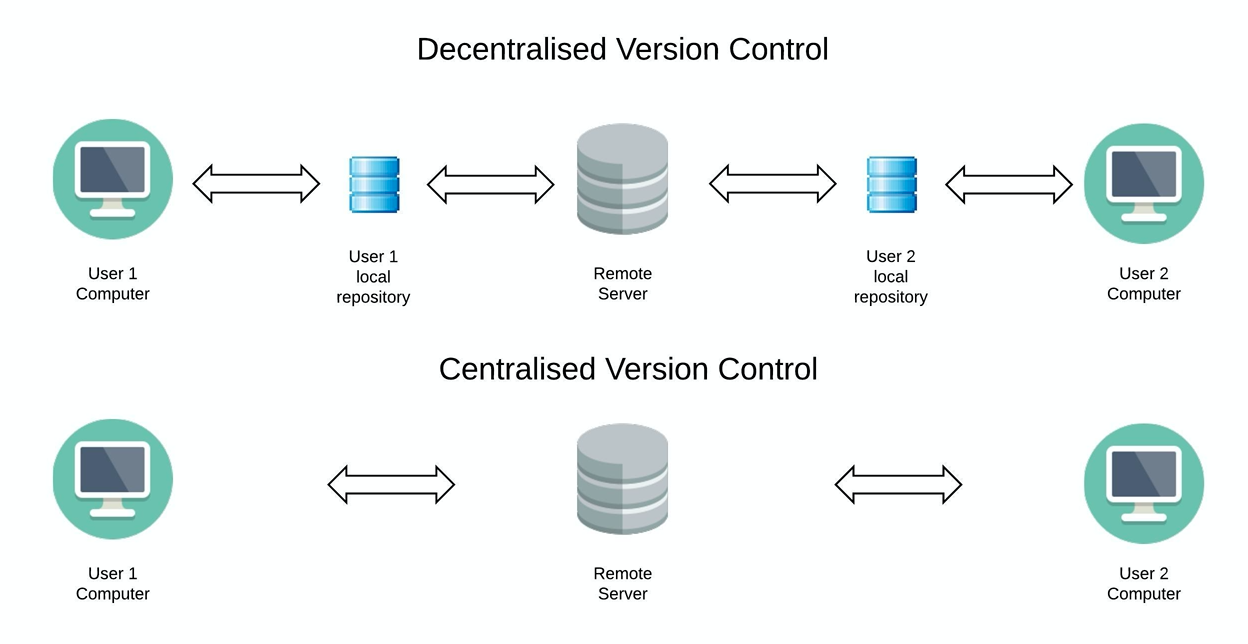 Decentralised Version Control
User 1
Computer
User 1
local
repository
Remote
Server
User 2
local
repository
User 2
Computer
Centralised Version Control
User 1
Computer
Remote
Server
User 2
Computer